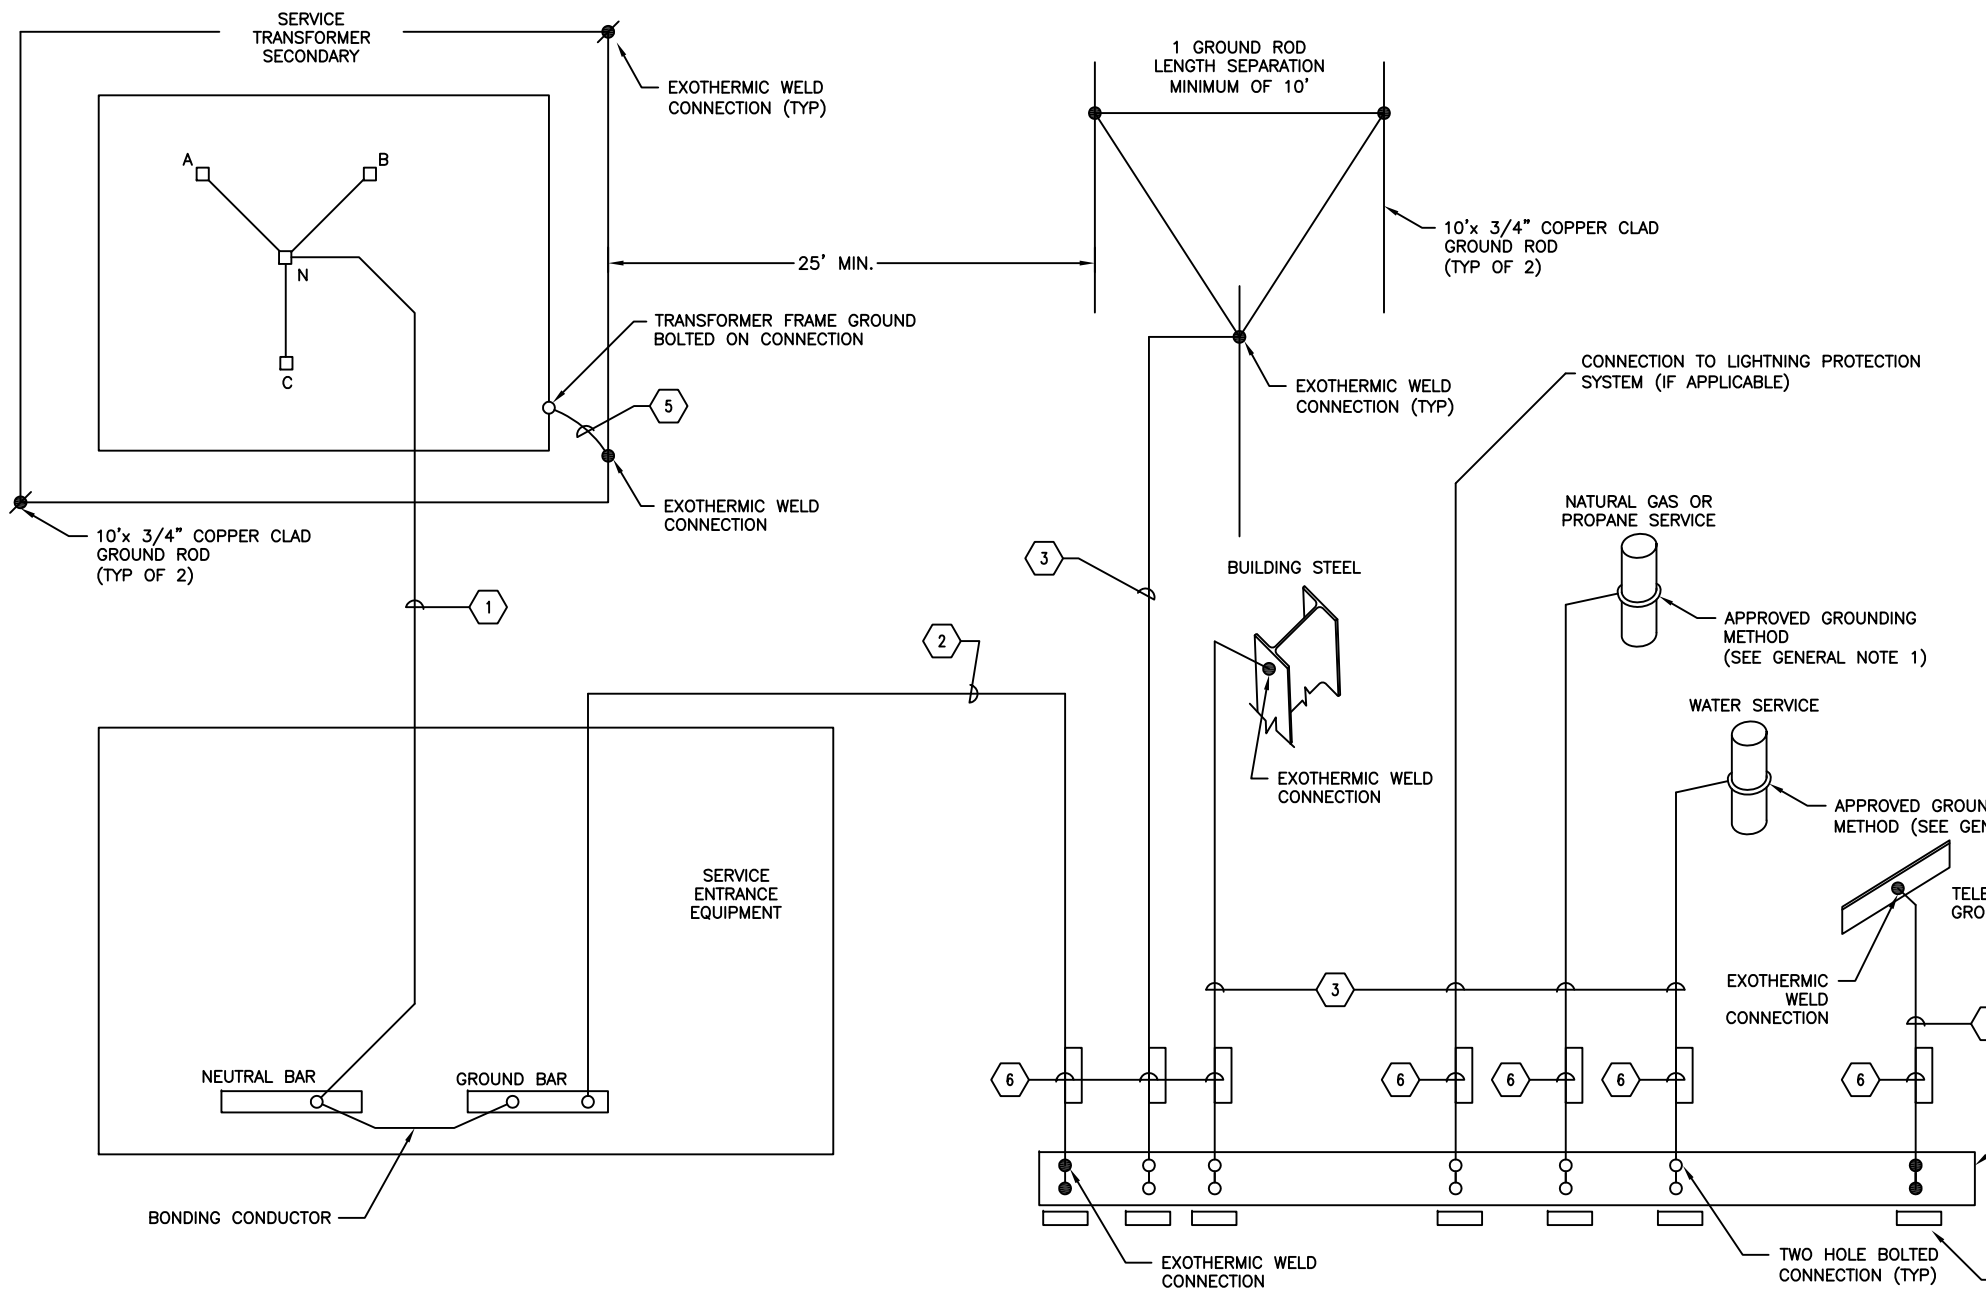 SERVICE
TRANSFORMER
SECONDARY
EXOTHERMIC WELD
CONNECTION (TYP)
1 GROUND ROD
LENGTH SEPARATION
MINIMUM OF 10'
A
B
N
C
25' MIN.
10'x 3/4" COPPER CLAD
GROUND ROD
(TYP OF 2)
TRANSFORMER FRAME GROUND
BOLTED ON CONNECTION
5
EXOTHERMIC WELD
CONNECTION (TYP)
CONNECTION TO LIGHTNING PROTECTION
SYSTEM (IF APPLICABLE)
EXOTHERMIC WELD
CONNECTION
10'x 3/4" COPPER CLAD
GROUND ROD
(TYP OF 2)
NATURAL GAS OR
PROPANE SERVICE
3
BUILDING STEEL
1
2
APPROVED GROUNDING
METHOD
(SEE GENERAL NOTE 1)
WATER SERVICE
EXOTHERMIC WELD
CONNECTION
APPROVED
METHOD (SEE
SERVICE
ENTRANCE
EQUIPMENT
EXOTHERMIC
WELD
CONNECTION
3
NEUTRAL BAR
GROUND BAR
6
6
6
6
6
BONDING CONDUCTOR
EXOTHERMIC WELD
CONNECTION
TWO HOLE BOLTED
CONNECTION (TYP)